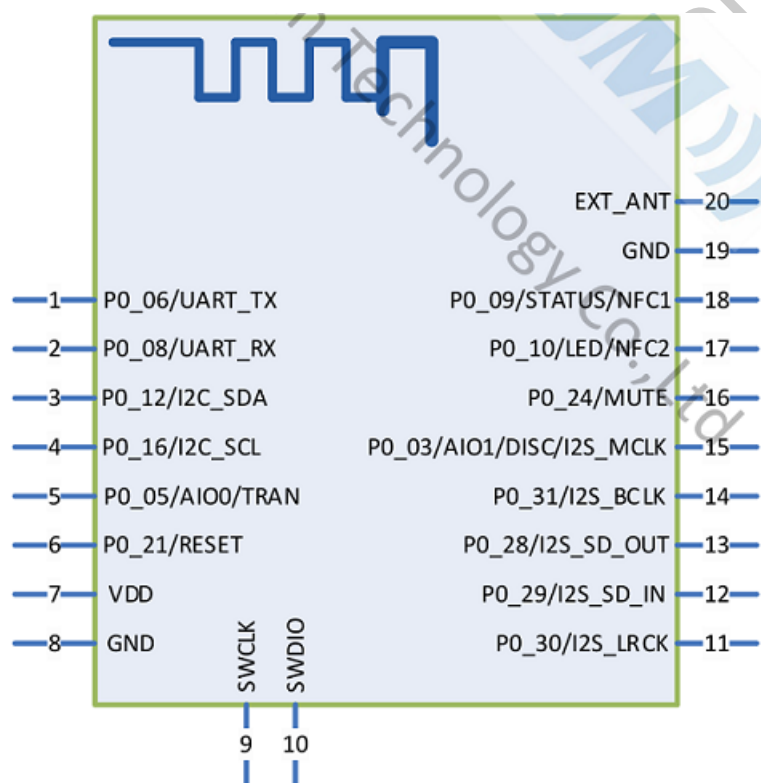 n Technology Co.,Ltd
EXT_ANT 20
GND 19
1 P0_06/UART_TX P0_09/STATUS/NFC1 18
2 P0_08/UART_RX P0_10/LED/NFC2 17
3 P0_12/I2C_SDA P0_24/MUTE 16
4 P0_16/I2C_SCL P0_03/AIO1/DISC/I2S_MCLK 15
5 P0_05/AIO0/TRAN P0_31/I2S_BCLK 14
6 P0_21/RESET P0_28/I2S_SD_OUT 13
7 VDD P0_29/I2S_SD_IN 12
8 GND P0_30/I2S_LRCK 11
SWCLK SWDIO
9 10